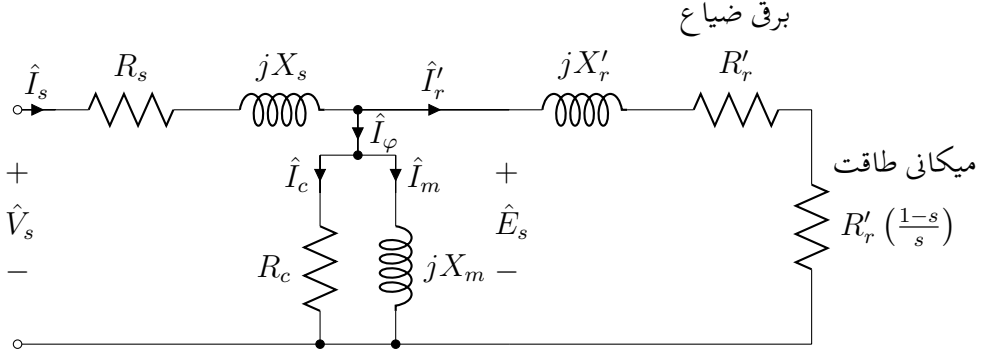 برقی ضیاع
R_s
jX_s
jX'_r
R'_r
Î_s
Î'_r
Î_φ
Î_c
Î_m
+
V̂_s
−
+
Ê_s
−
R_c
jX_m
میکانی طاقت
R'_r ((1−s)/s)